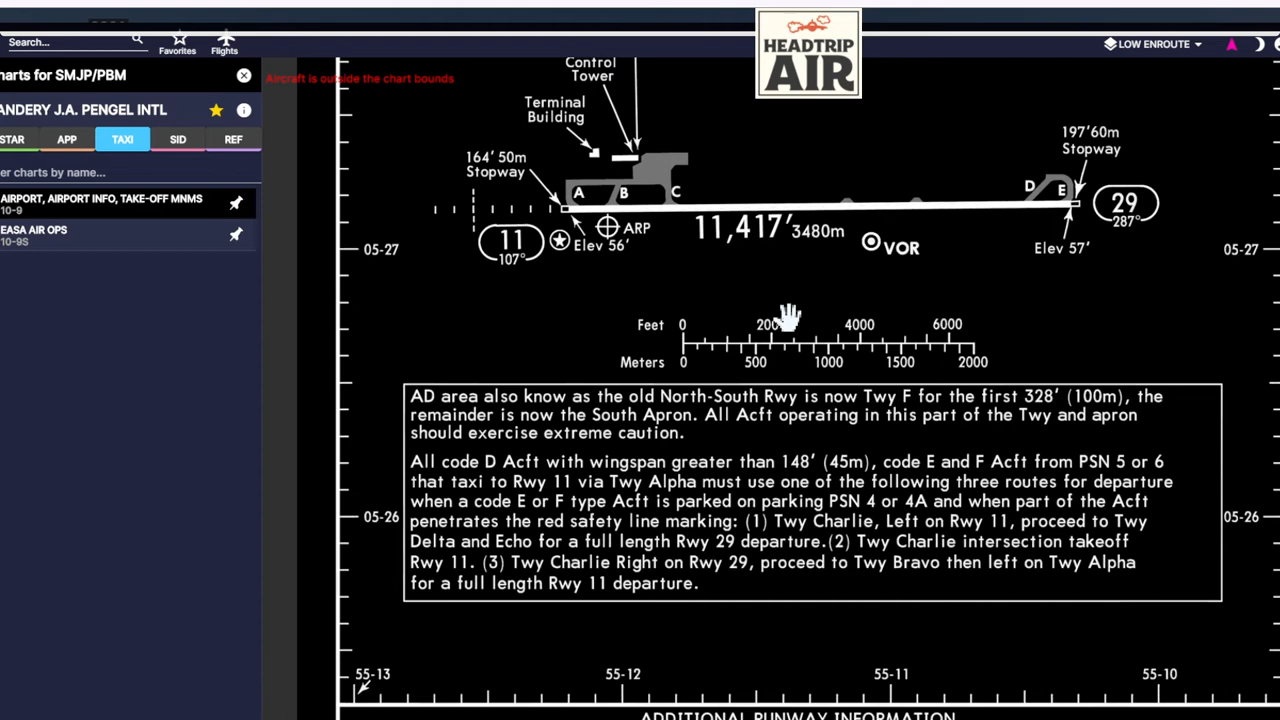 Search...
Favorites
Flights
HEADTRIP
AIR
LOW ENROUTE
harts for SMJP/PBM
Aircraft is outside the chart bounds
ANDERY J.A. PENGEL INTL
STAR
APP
TAXI
SID
REF
er charts by name...
AIRPORT, AIRPORT INFO, TAKE-OFF MNMS
10-9
EASA AIR OPS
10-9S
Control
Tower
Terminal
Building
164' 50m
Stopway
197'60m
Stopway
A
B
C
D
E
11
107°
ARP
Elev 56'
11,417' 3480m
VOR
29
287°
Elev 57'
05-27
05-27
Feet 0 2000 4000 6000
Meters 0 500 1000 1500 2000
AD area also know as the old North-South Rwy is now Twy F for the first 328' (100m), the
remainder is now the South Apron. All Acft operating in this part of the Twy and apron
should exercise extreme caution.
All code D Acft with wingspan greater than 148' (45m), code E and F Acft from PSN 5 or 6
that taxi to Rwy 11 via Twy Alpha must use one of the following three routes for departure
when a code E or F type Acft is parked on parking PSN 4 or 4A and when part of the Acft
penetrates the red safety line marking: (1) Twy Charlie, Left on Rwy 11, proceed to Twy
Delta and Echo for a full length Rwy 29 departure.(2) Twy Charlie intersection takeoff
Rwy 11. (3) Twy Charlie Right on Rwy 29, proceed to Twy Bravo then left on Twy Alpha
for a full length Rwy 11 departure.
05-26
05-26
55-13
55-12
55-11
55-10
ADDITIONAL RUNWAY INFORMATION